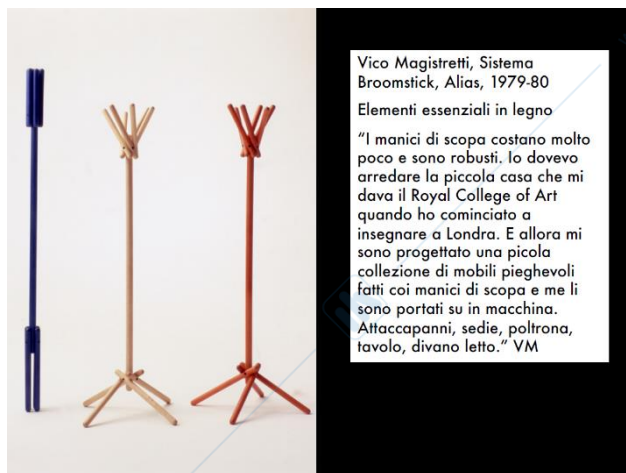 Vico Magistretti, Sistema
Broomstick, Alias, 1979-80
Elementi essenziali in legno
“I manici di scopa costano molto
poco e sono robusti. Io dovevo
arredare la piccola casa che mi
dava il Royal College of Art
quando ho cominciato a
insegnare a Londra. E allora mi
sono progettato una picola
collezione di mobili pieghevoli
fatti coi manici di scopa e me li
sono portati su in macchina.
Attaccapanni, sedie, poltrona,
tavolo, divano letto.” VM